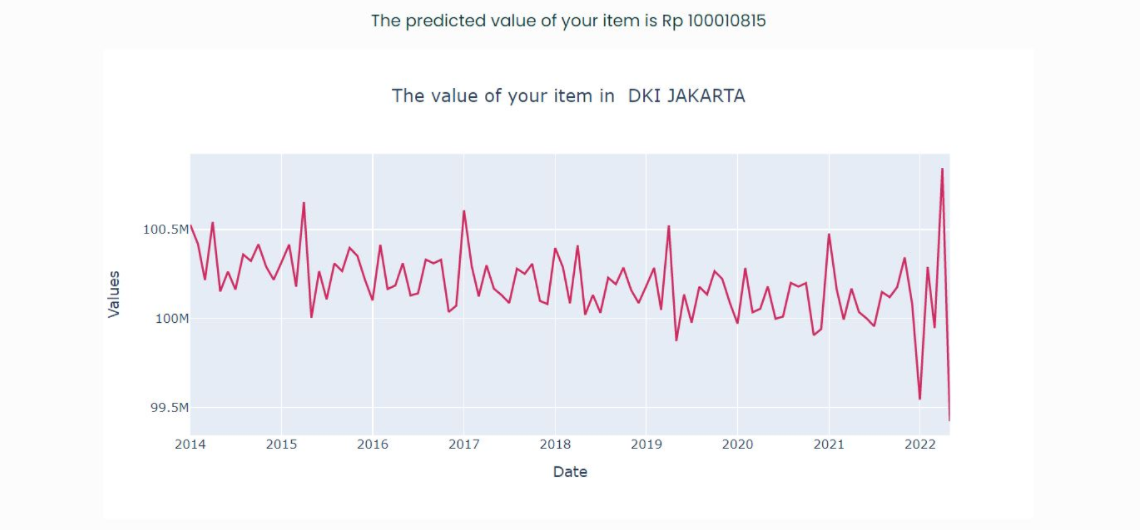 The predicted value of your item is Rp 100010815
The value of your item in DKI JAKARTA
Values
100.5M
100M
99.5M
2014 2015 2016 2017 2018 2019 2020 2021 2022
Date